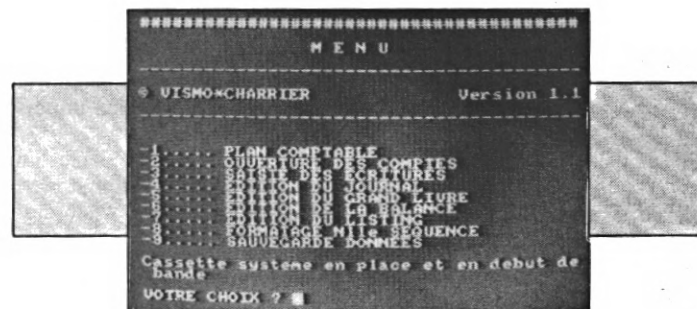 ################################
M E N U
--------------------------------
© VISMO*CHARRIER Version 1.1
--------------------------------
-1..... PLAN COMPTABLE
-2..... OUVERTURE DES COMPTES
-3..... SAISIE DES ECRITURES
-4..... EDITION DU JOURNAL
-5..... EDITION DU GRAND LIVRE
-6..... EDITION DE LA BALANCE
-7..... EDITION DU LISTING
-8..... FORMATAGE N11e SEQUENCE
-9..... SAUVEGARDE DONNEES
Cassette systeme en place et en debut de
bande
VOTRE CHOIX ?